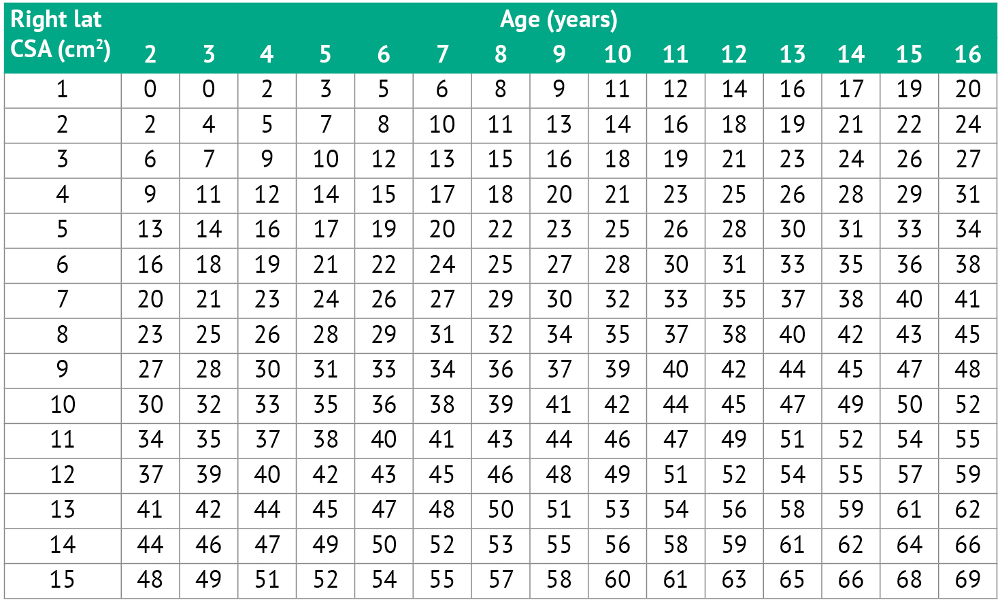 Right lat Age (years)
CSA (cm²) 2 3 4 5 6 7 8 9 10 11 12 13 14 15 16
1 0 0 2 3 5 6 8 9 11 12 14 16 17 19 20
2 2 4 5 7 8 10 11 13 14 16 18 19 21 22 24
3 6 7 9 10 12 13 15 16 18 19 21 23 24 26 27
4 9 11 12 14 15 17 18 20 21 23 25 26 28 29 31
5 13 14 16 17 19 20 22 23 25 26 28 30 31 33 34
6 16 18 19 21 22 24 25 27 28 30 31 33 35 36 38
7 20 21 23 24 26 27 29 30 32 33 35 37 38 40 41
8 23 25 26 28 29 31 32 34 35 37 38 40 42 43 45
9 27 28 30 31 33 34 36 37 39 40 42 44 45 47 48
10 30 32 33 35 36 38 39 41 42 44 45 47 49 50 52
11 34 35 37 38 40 41 43 44 46 47 49 51 52 54 55
12 37 39 40 42 43 45 46 48 49 51 52 54 55 57 59
13 41 42 44 45 47 48 50 51 53 54 56 58 59 61 62
14 44 46 47 49 50 52 53 55 56 58 59 61 62 64 66
15 48 49 51 52 54 55 57 58 60 61 63 65 66 68 69